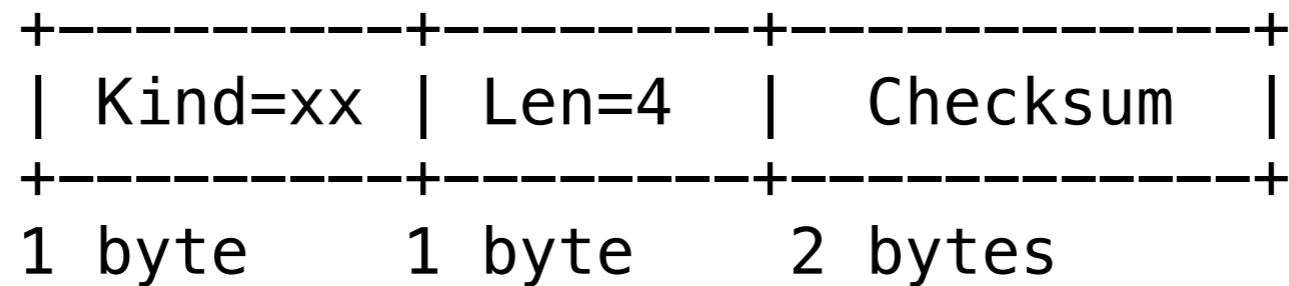 +---------+--------+------------+
| Kind=xx | Len=4  |  Checksum  |
+---------+--------+------------+
1 byte    1 byte    2 bytes